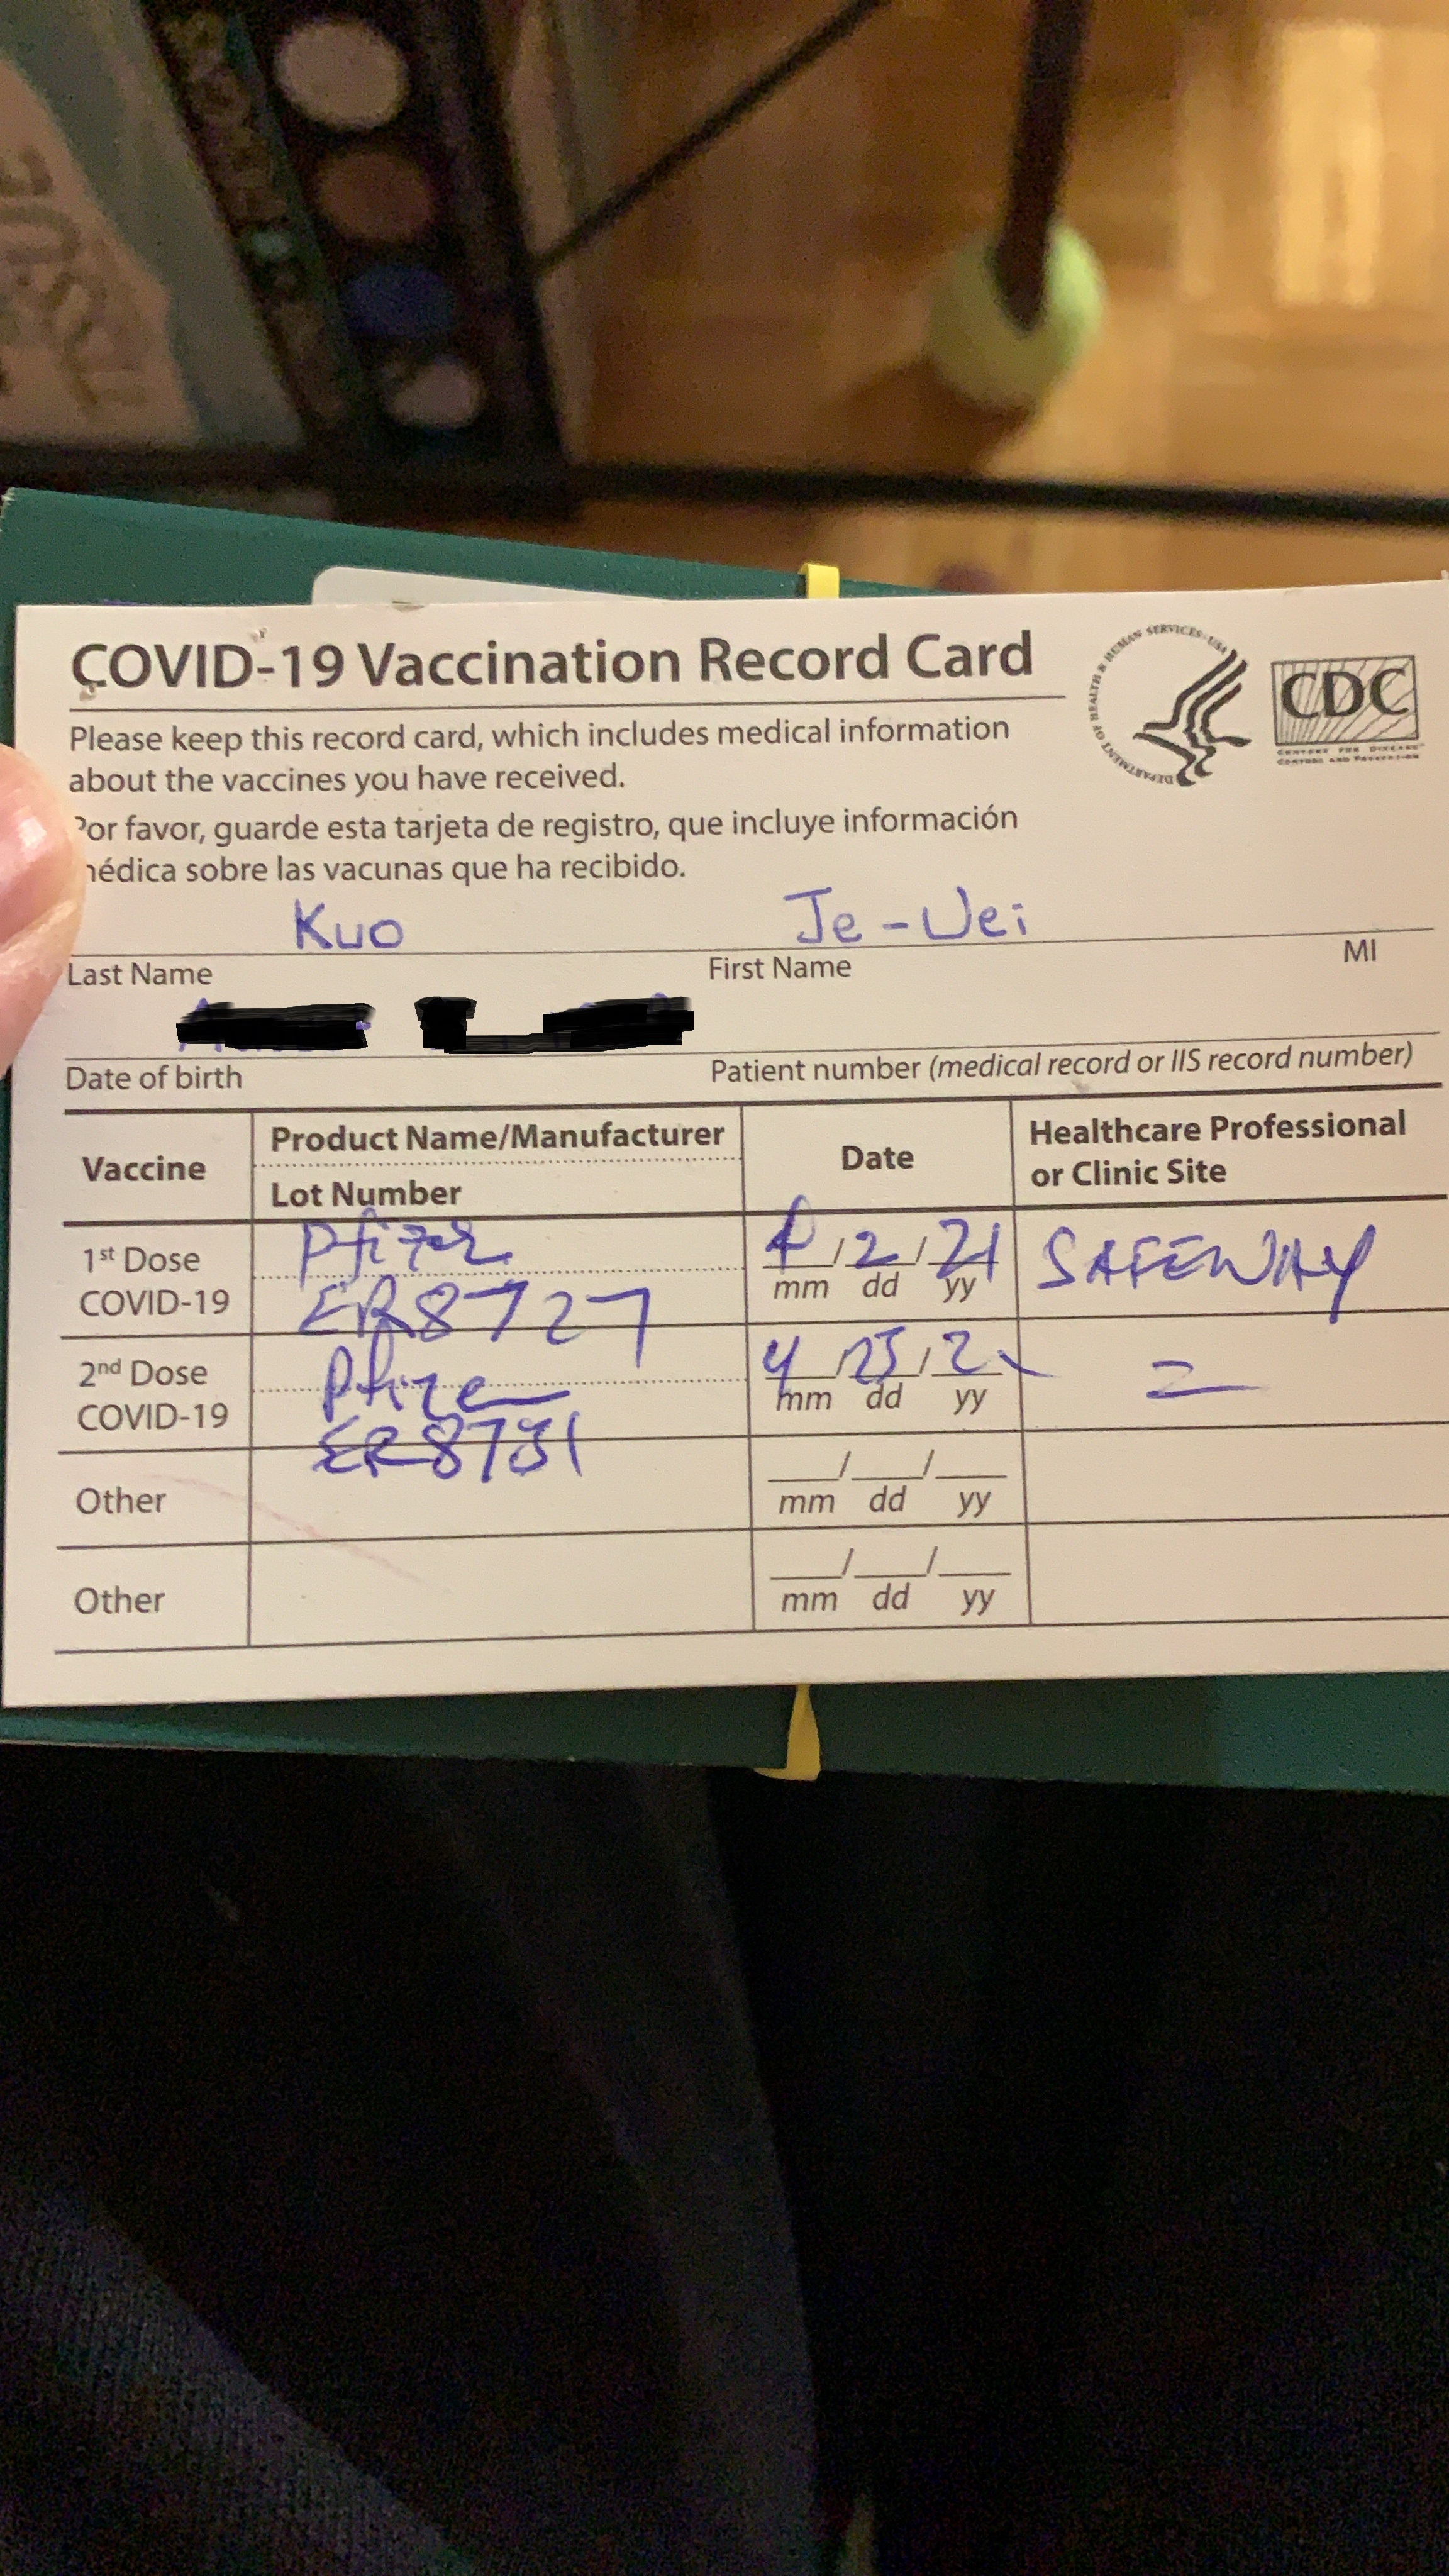 COVID-19 Vaccination Record Card
DEPARTMENT OF HEALTH & HUMAN SERVICES·USA
CDC
CENTERS FOR DISEASE
CONTROL AND PREVENTION
Please keep this record card, which includes medical information
about the vaccines you have received.
Por favor, guarde esta tarjeta de registro, que incluye información
médica sobre las vacunas que ha recibido.
Kuo Je-Wei
Last Name First Name MI
Date of birth Patient number (medical record or IIS record number)
Vaccine Product Name/Manufacturer Date Healthcare Professional
Lot Number or Clinic Site
1st Dose Pfizer 4/2/21 SAFEWAY
COVID-19 ER8727 mm dd yy
2nd Dose Pfizer 4/23/21 =
COVID-19 ER8731 mm dd yy
Other / /
mm dd yy
Other / /
mm dd yy